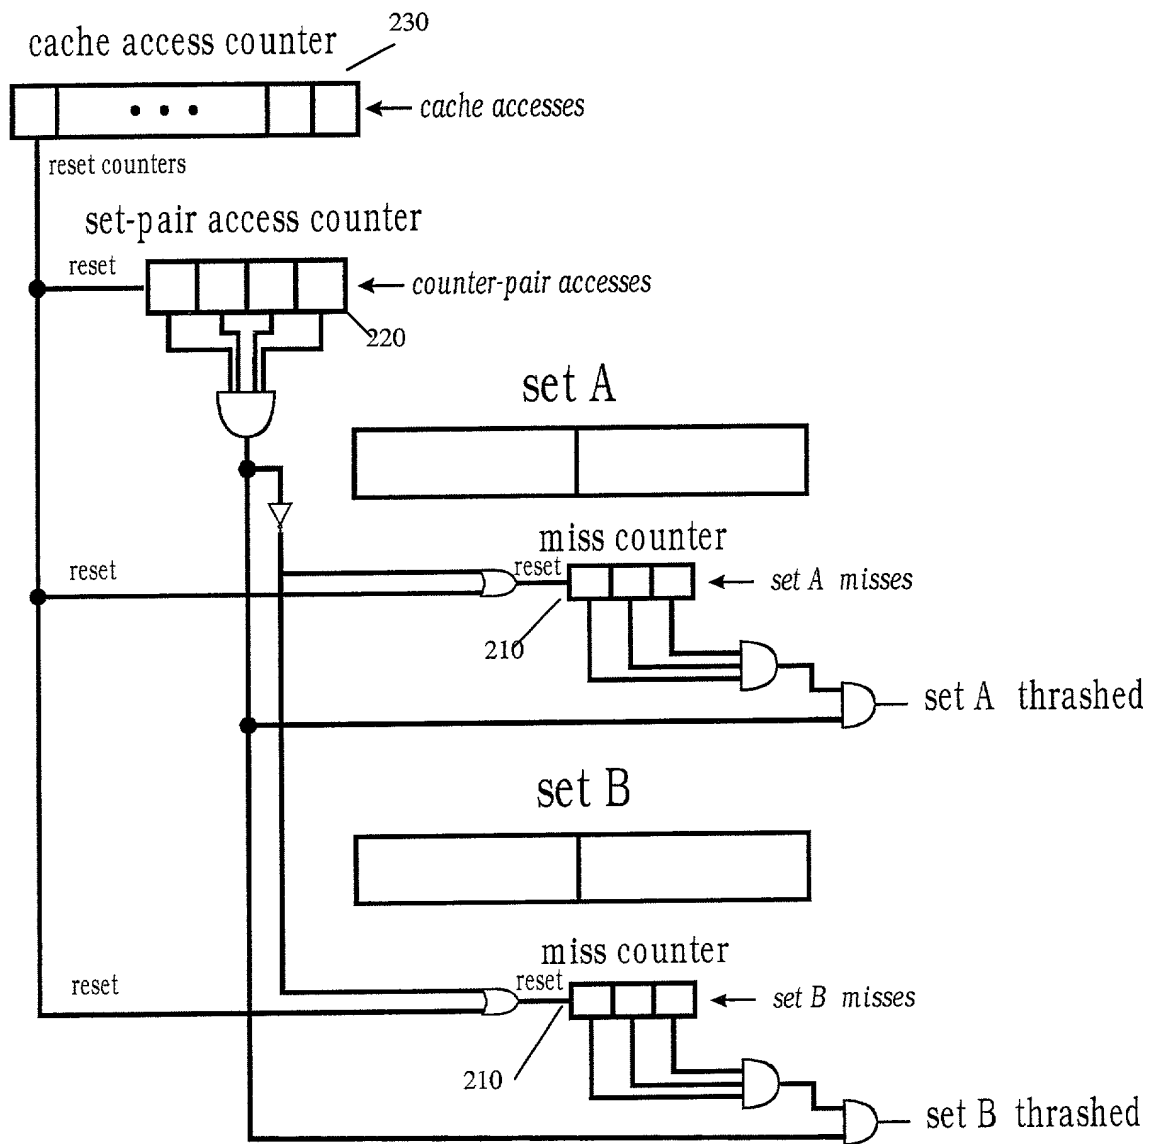 230
cache access counter
cache accesses
reset counters
set-pair access counter
reset
counter-pair accesses
220
set A
miss counter
reset
reset
set A misses
210
set A thrashed
set B
miss counter
reset
reset
set B misses
210
set B thrashed